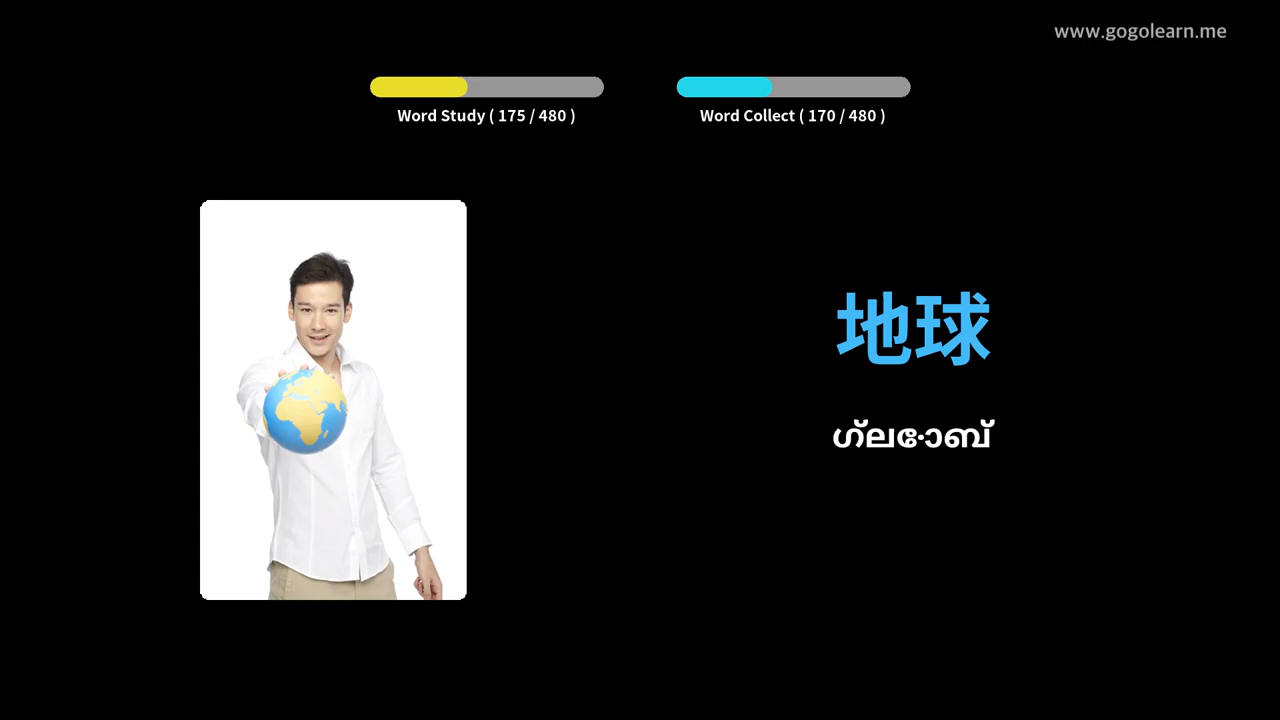 www.gogolearn.me
Word Study ( 175 / 480 )
Word Collect ( 170 / 480 )
地球
ഗ്ലോബ്